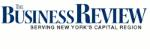 THE BUSINESS REVIEW
SERVING NEW YORK'S CAPITAL REGION